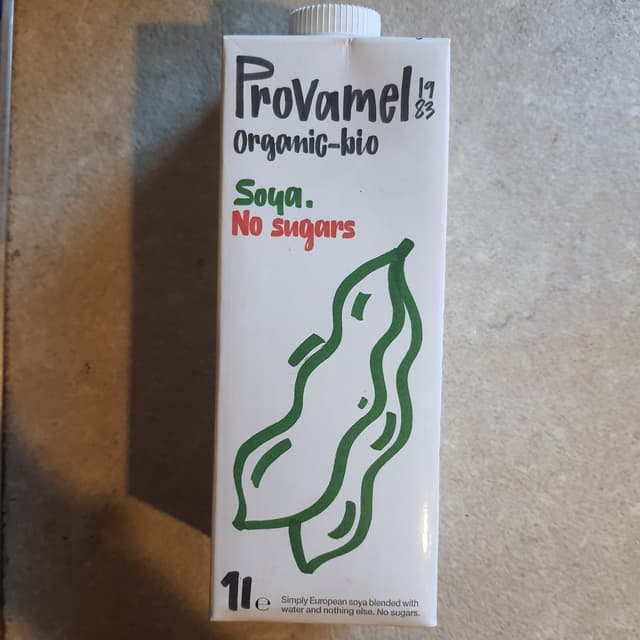 Provamel 19
83
organic-bio
Soya.
No sugars
1l e Simply European soya blended with
water and nothing else. No sugars.